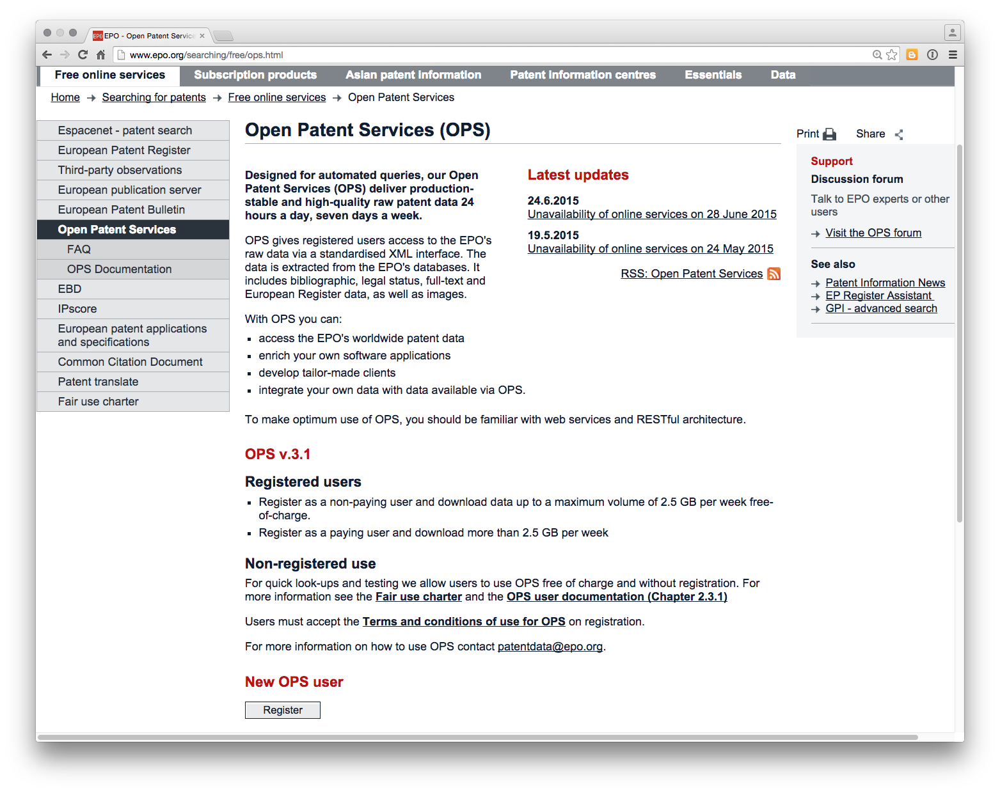 EPO EPO - Open Patent Service
www.epo.org/searching/free/ops.html
Free online services Subscription products Asian patent information Patent information centres Essentials Data
Home → Searching for patents → Free online services → Open Patent Services
Espacenet - patent search
European Patent Register
Third-party observations
European publication server
European Patent Bulletin
Open Patent Services
FAQ
OPS Documentation
EBD
IPscore
European patent applications
and specifications
Common Citation Document
Patent translate
Fair use charter
Open Patent Services (OPS)
Designed for automated queries, our Open
Patent Services (OPS) deliver production-
stable and high-quality raw patent data 24
hours a day, seven days a week.
OPS gives registered users access to the EPO's
raw data via a standardised XML interface. The
data is extracted from the EPO's databases. It
includes bibliographic, legal status, full-text and
European Register data, as well as images.
Latest updates
24.6.2015
Unavailability of online services on 28 June 2015
19.5.2015
Unavailability of online services on 24 May 2015
RSS: Open Patent Services
With OPS you can:
▪ access the EPO's worldwide patent data
▪ enrich your own software applications
▪ develop tailor-made clients
▪ integrate your own data with data available via OPS.
To make optimum use of OPS, you should be familiar with web services and RESTful architecture.
OPS v.3.1
Registered users
▪ Register as a non-paying user and download data up to a maximum volume of 2.5 GB per week free-
of-charge.
▪ Register as a paying user and download more than 2.5 GB per week
Non-registered use
For quick look-ups and testing we allow users to use OPS free of charge and without registration. For
more information see the Fair use charter and the OPS user documentation (Chapter 2.3.1)
Users must accept the Terms and conditions of use for OPS on registration.
For more information on how to use OPS contact patentdata@epo.org.
New OPS user
Register
Print Share
Support
Discussion forum
Talk to EPO experts or other
users
→ Visit the OPS forum
See also
→ Patent Information News
→ EP Register Assistant
→ GPI - advanced search